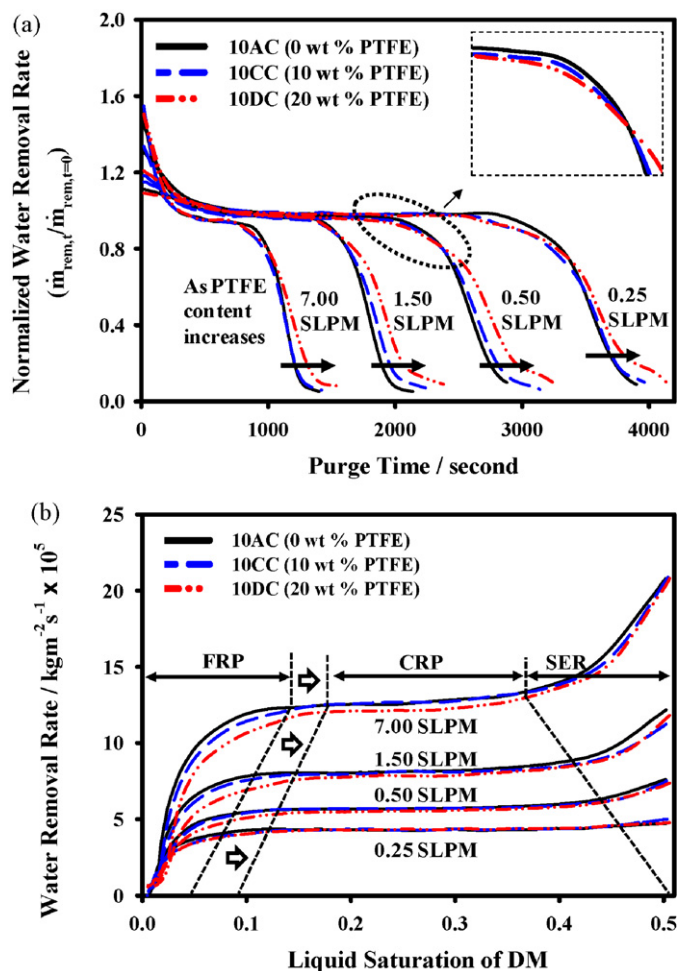 (a)
Normalized Water Removal Rate
(ṁrem,t/ṁrem,t=0)
2.0
1.6
1.2
0.8
0.4
0.0
10AC (0 wt % PTFE)
10CC (10 wt % PTFE)
10DC (20 wt % PTFE)
As PTFE
content
increases
7.00
SLPM
1.50
SLPM
0.50
SLPM
0.25
SLPM
0
1000
2000
3000
4000
Purge Time / second
(b)
Water Removal Rate / kgm⁻²s⁻¹ x 10⁵
25
20
15
10
5
0
10AC (0 wt % PTFE)
10CC (10 wt % PTFE)
10DC (20 wt % PTFE)
FRP
CRP
SER
7.00 SLPM
1.50 SLPM
0.50 SLPM
0.25 SLPM
0.0
0.1
0.2
0.3
0.4
0.5
Liquid Saturation of DM